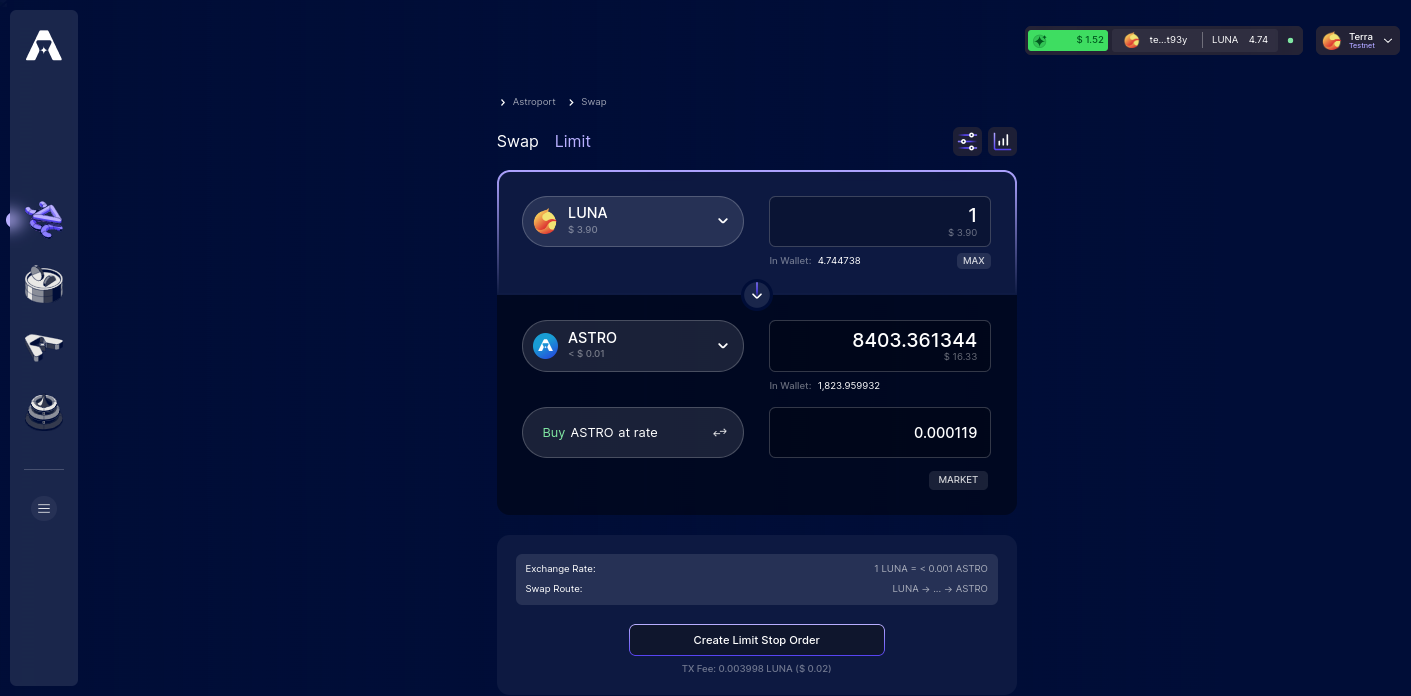 $ 1.52
te...t93y
LUNA 4.74
Terra
Testnet
Astroport
Swap
Swap
Limit
LUNA
$ 3.90
1
$ 3.90
In Wallet: 4.744738
MAX
ASTRO
< $ 0.01
8403.361344
$ 16.33
In Wallet: 1,823.959932
Buy ASTRO at rate
0.000119
MARKET
Exchange Rate:
1 LUNA = < 0.001 ASTRO
Swap Route:
LUNA → ... → ASTRO
Create Limit Stop Order
TX Fee: 0.003998 LUNA ($ 0.02)